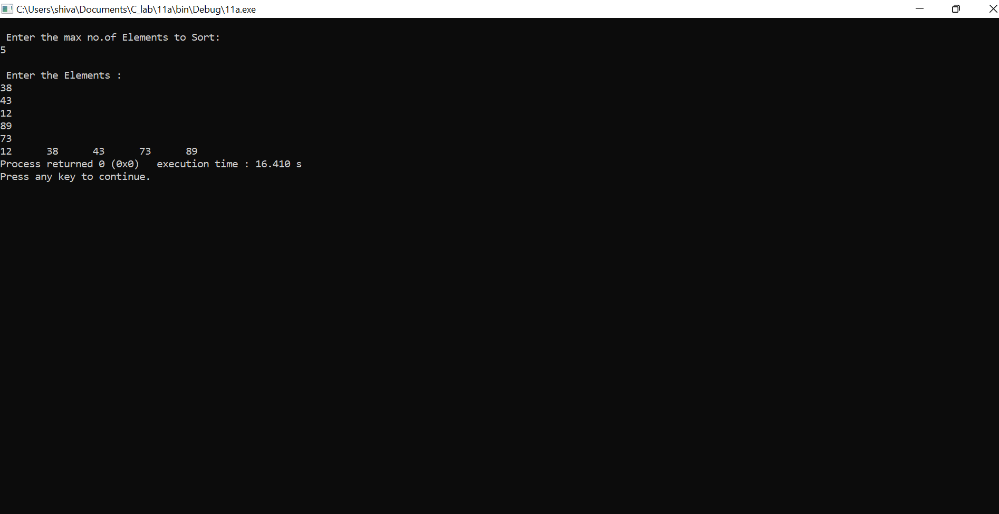 C:\Users\shiva\Documents\C_lab\11a\bin\Debug\11a.exe
Enter the max no.of Elements to Sort:
5
Enter the Elements :
38
43
12
89
73
12      38      43      73      89
Process returned 0 (0x0)   execution time : 16.410 s
Press any key to continue.